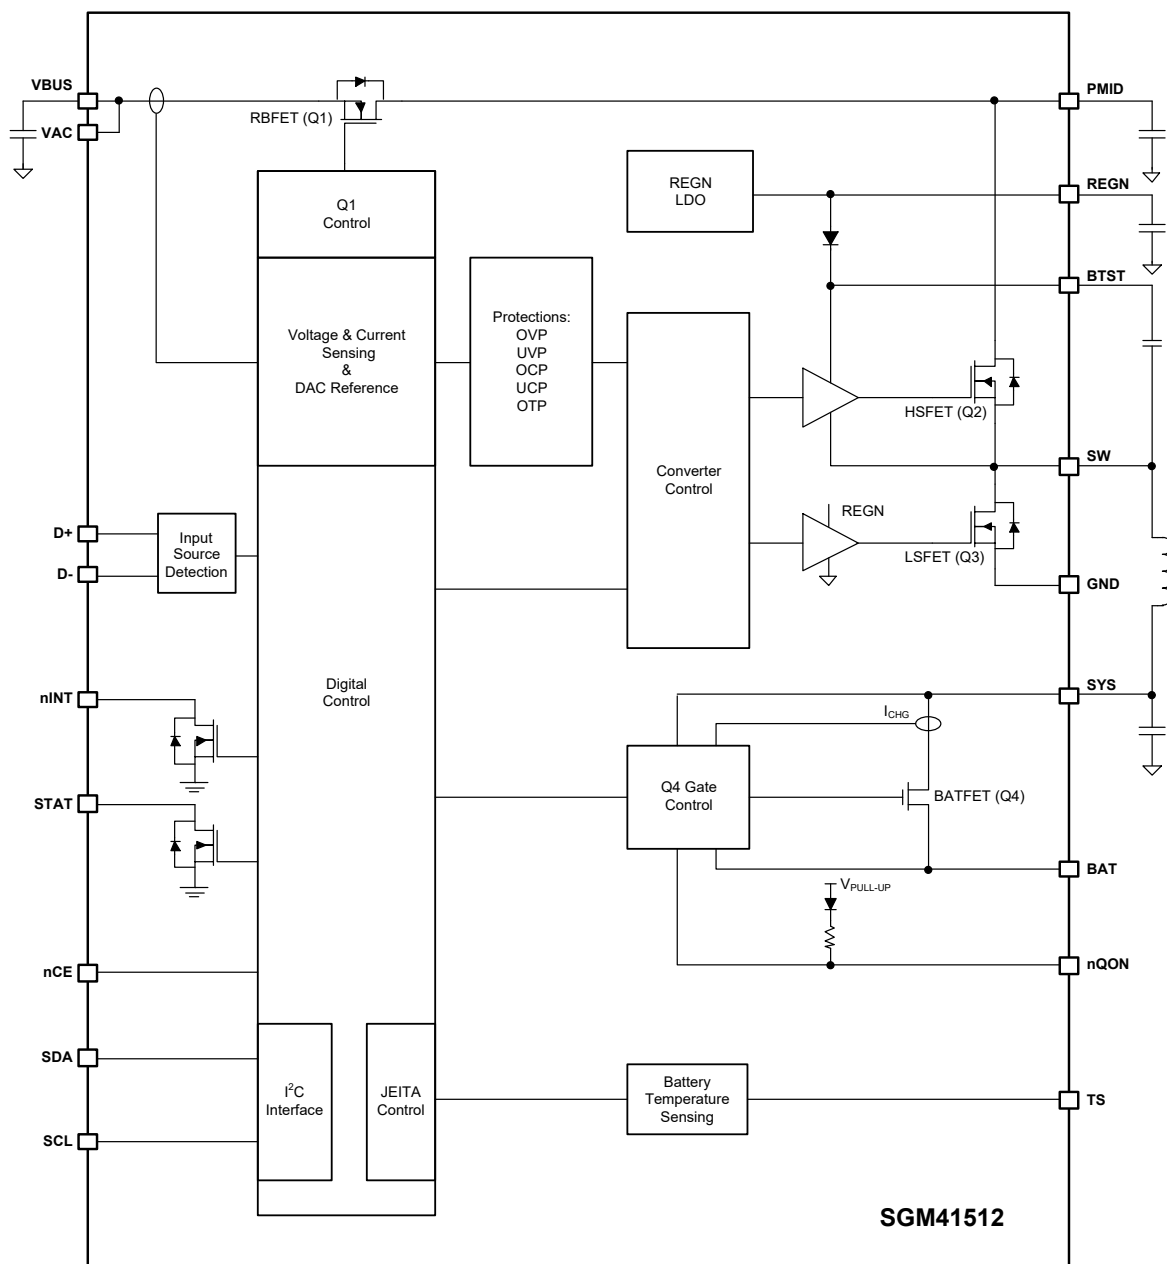 VBUS
VAC
RBFET (Q1)
PMID
Q1
Control
REGN
LDO
REGN
BTST
Voltage & Current
Sensing
&
DAC Reference
Protections:
OVP
UVP
OCP
UCP
OTP
HSFET (Q2)
Converter
Control
SW
D+
D-
Input
Source
Detection
REGN
LSFET (Q3)
GND
nINT
Digital
Control
SYS
ICHG
STAT
Q4 Gate
Control
BATFET (Q4)
BAT
VPULL-UP
nCE
nQON
SDA
SCL
I2C
Interface
JEITA
Control
Battery
Temperature
Sensing
TS
SGM41512